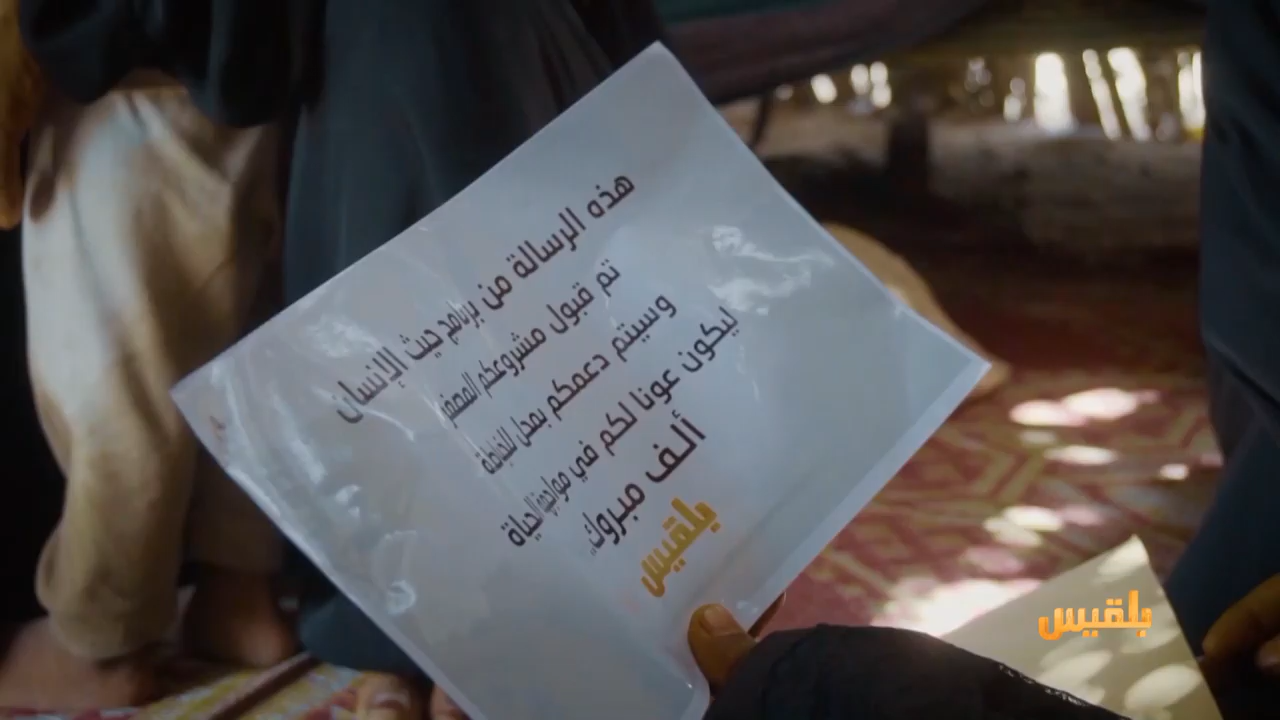 هذه الرسالة من برنامج حيث الإنسان
تم قبول مشروعكم المصغر
وسيتم دعمكم بمحل للخياطة
ليكون عونا لكم في مواجهة الحياة
ألف مبروك
بلقيس
بلقيس